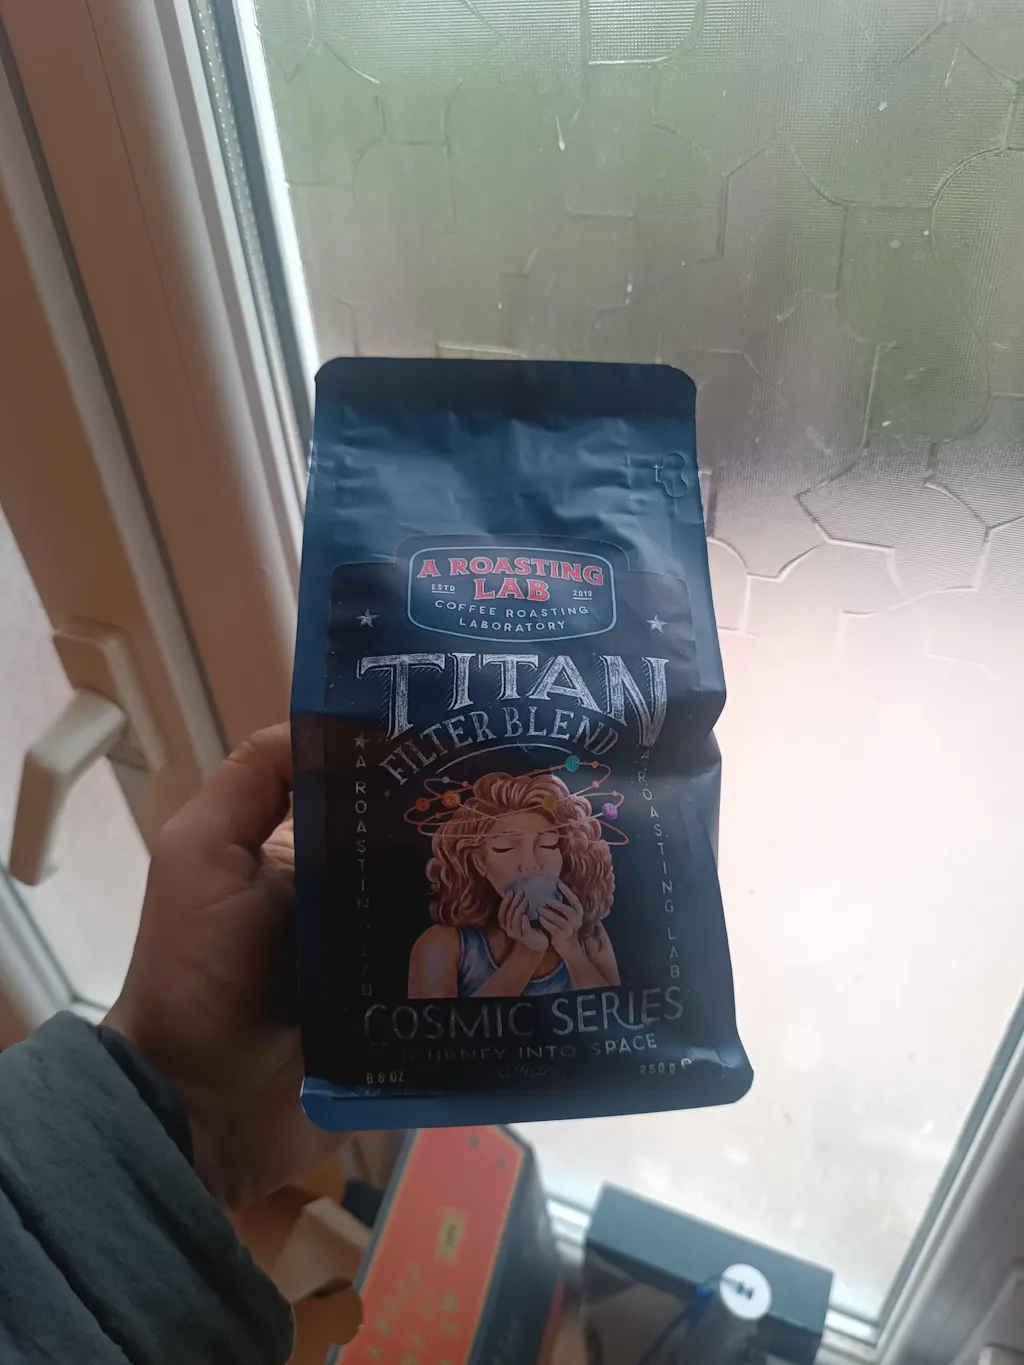 A ROASTING
LAB
ESTD 2019
COFFEE ROASTING
LABORATORY
TITAN
FILTER BLEND
A ROASTING LAB
A ROASTING LAB
COSMIC SERIES
JOURNEY INTO SPACE
8.8 OZ
250 g e